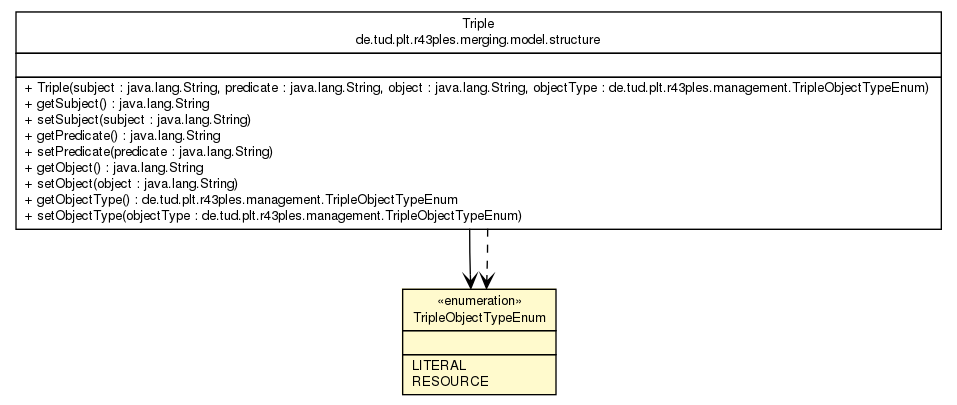 Triple
de.tud.plt.r43ples.merging.model.structure
+ Triple(subject : java.lang.String, predicate : java.lang.String, object : java.lang.String, objectType : de.tud.plt.r43ples.management.TripleObjectTypeEnum)
+ getSubject() : java.lang.String
+ setSubject(subject : java.lang.String)
+ getPredicate() : java.lang.String
+ setPredicate(predicate : java.lang.String)
+ getObject() : java.lang.String
+ setObject(object : java.lang.String)
+ getObjectType() : de.tud.plt.r43ples.management.TripleObjectTypeEnum
+ setObjectType(objectType : de.tud.plt.r43ples.management.TripleObjectTypeEnum)
«enumeration»
TripleObjectTypeEnum
LITERAL
RESOURCE